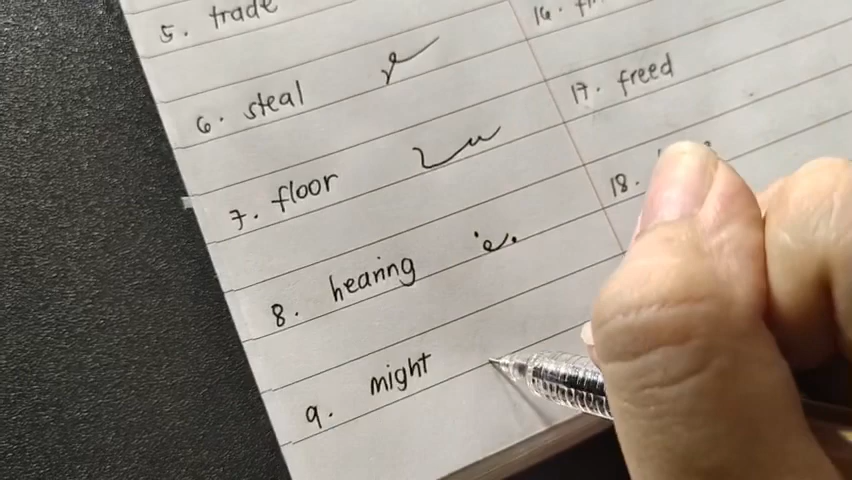 5. trade
6. steal
7. floor
8. hearing
9. might
16.
17. freed
18.